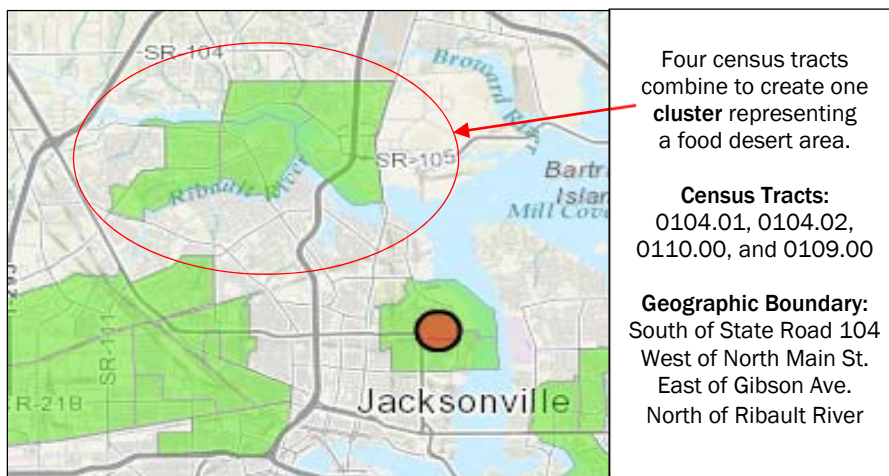 SR-104
Broward
River
SR-105
Ribault River
Bartr
Island
Mill Cove
SR-111
R-21B
Jacksonville
Four census tracts
combine to create one
cluster representing
a food desert area.
Census Tracts:
0104.01, 0104.02,
0110.00, and 0109.00
Geographic Boundary:
South of State Road 104
West of North Main St.
East of Gibson Ave.
North of Ribault River